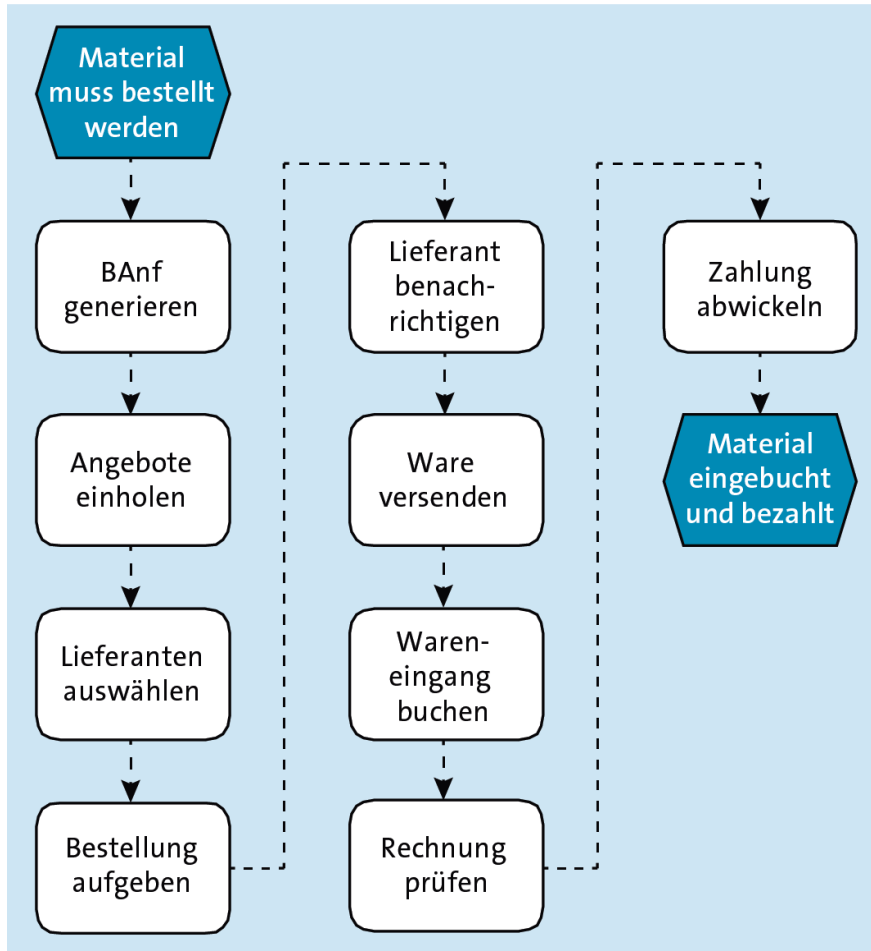 Material
muss bestellt
werden
BAnf
generieren
Angebote
einholen
Lieferanten
auswählen
Bestellung
aufgeben
Lieferant
benach-
richtigen
Ware
versenden
Waren-
eingang
buchen
Rechnung
prüfen
Zahlung
abwickeln
Material
eingebucht
und bezahlt